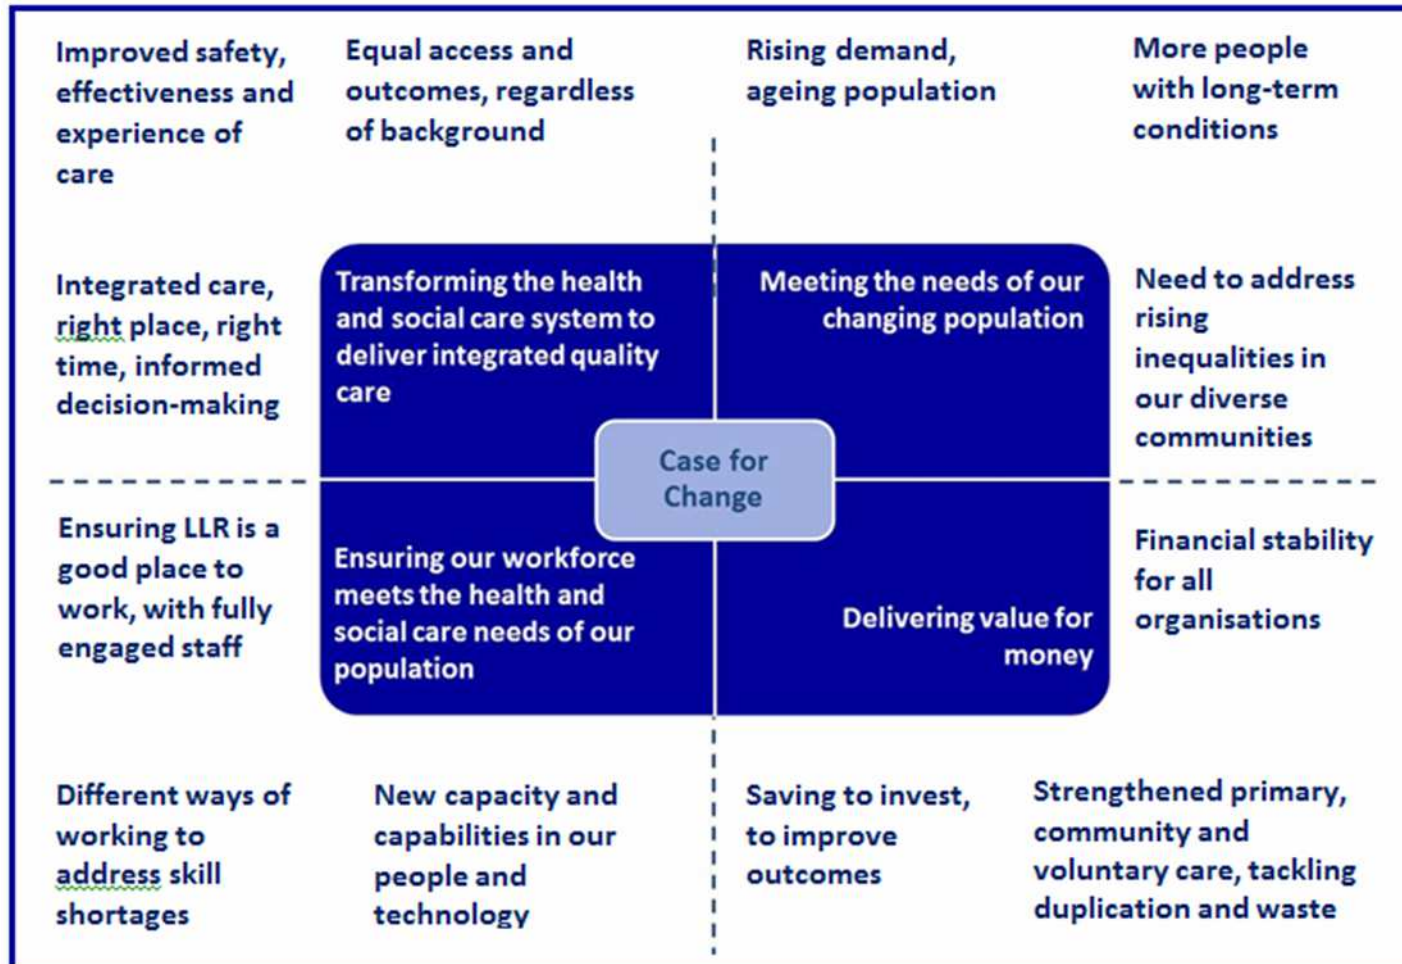 Improved safety,
effectiveness and
experience of
care
Equal access and
outcomes, regardless
of background
Rising demand,
ageing population
More people
with long-term
conditions
Integrated care,
right place, right
time, informed
decision-making
Transforming the health
and social care system to
deliver integrated quality
care
Meeting the needs of our
changing population
Need to address
rising
inequalities in
our diverse
communities
Case for
Change
Ensuring LLR is a
good place to
work, with fully
engaged staff
Ensuring our workforce
meets the health and
social care needs of our
population
Delivering value for
money
Financial stability
for all
organisations
Different ways of
working to
address skill
shortages
New capacity and
capabilities in our
people and
technology
Saving to invest,
to improve
outcomes
Strengthened primary,
community and
voluntary care, tackling
duplication and waste